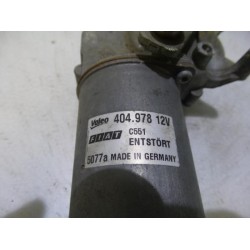 Valeo 404.978 12V
FIAT C551
ENTSTÖRT
5077a MADE IN GERMANY